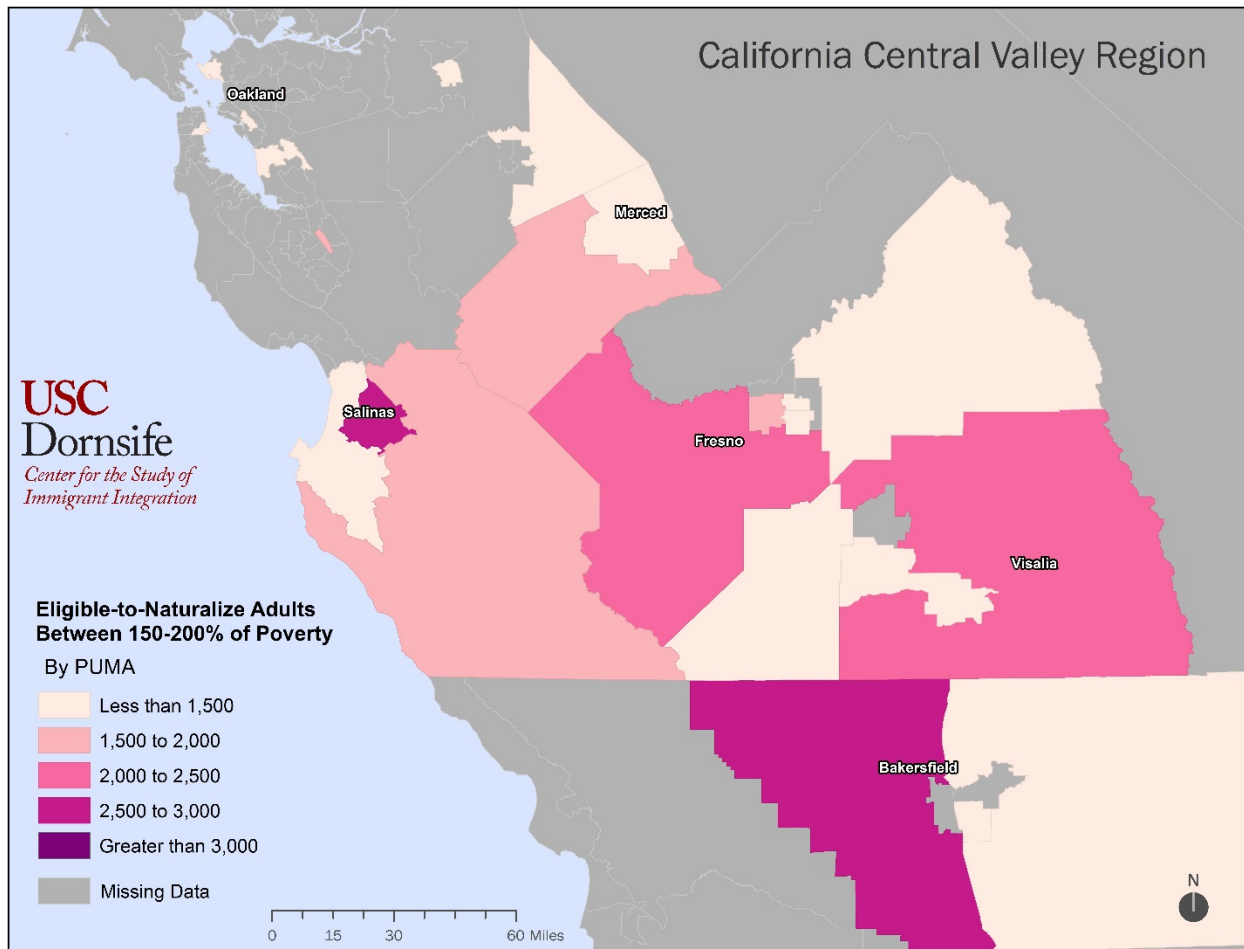 California Central Valley Region
Oakland
Merced
USC
Dornsife
Center for the Study of
Immigrant Integration
Salinas
Fresno
Visalia
Eligible-to-Naturalize Adults
Between 150-200% of Poverty
By PUMA
Less than 1,500
1,500 to 2,000
2,000 to 2,500
2,500 to 3,000
Greater than 3,000
Missing Data
Bakersfield
0 15 30 60 Miles
N